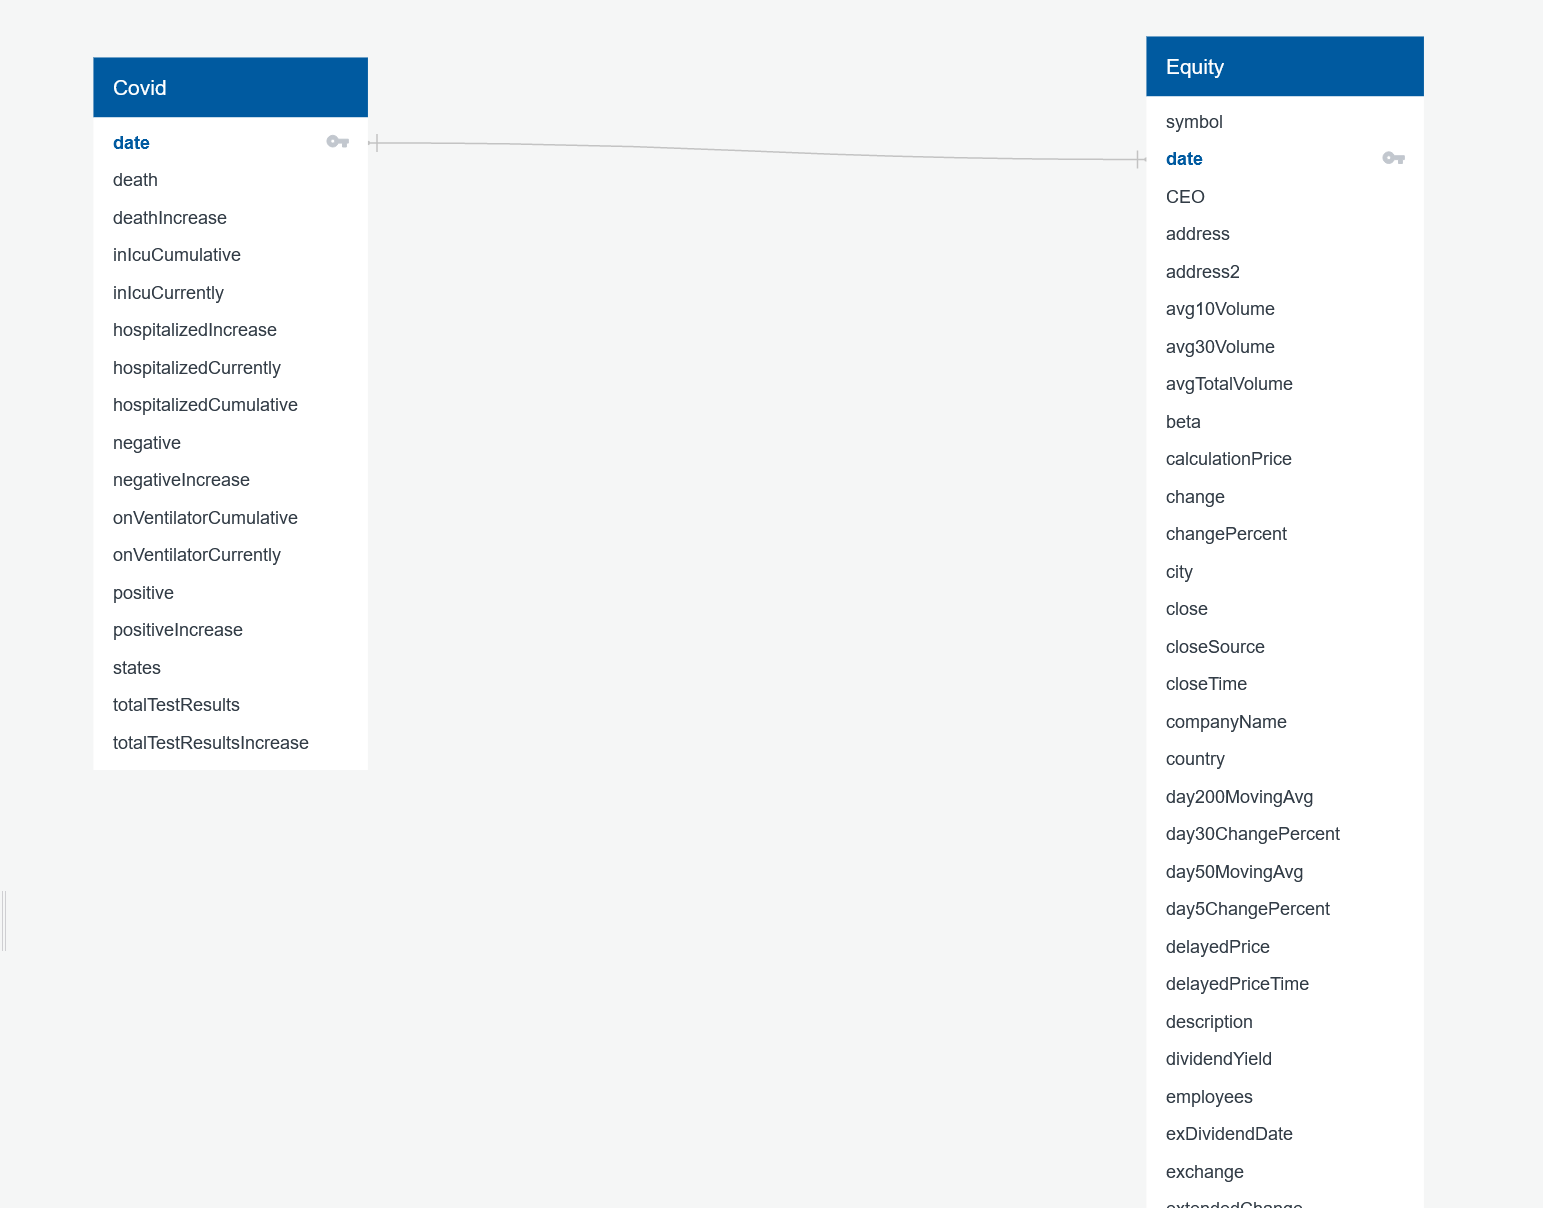 Covid
date
death
deathIncrease
inIcuCumulative
inIcuCurrently
hospitalizedIncrease
hospitalizedCurrently
hospitalizedCumulative
negative
negativeIncrease
onVentilatorCumulative
onVentilatorCurrently
positive
positiveIncrease
states
totalTestResults
totalTestResultsIncrease
Equity
symbol
date
CEO
address
address2
avg10Volume
avg30Volume
avgTotalVolume
beta
calculationPrice
change
changePercent
city
close
closeSource
closeTime
companyName
country
day200MovingAvg
day30ChangePercent
day50MovingAvg
day5ChangePercent
delayedPrice
delayedPriceTime
description
dividendYield
employees
exDividendDate
exchange
extendedChange